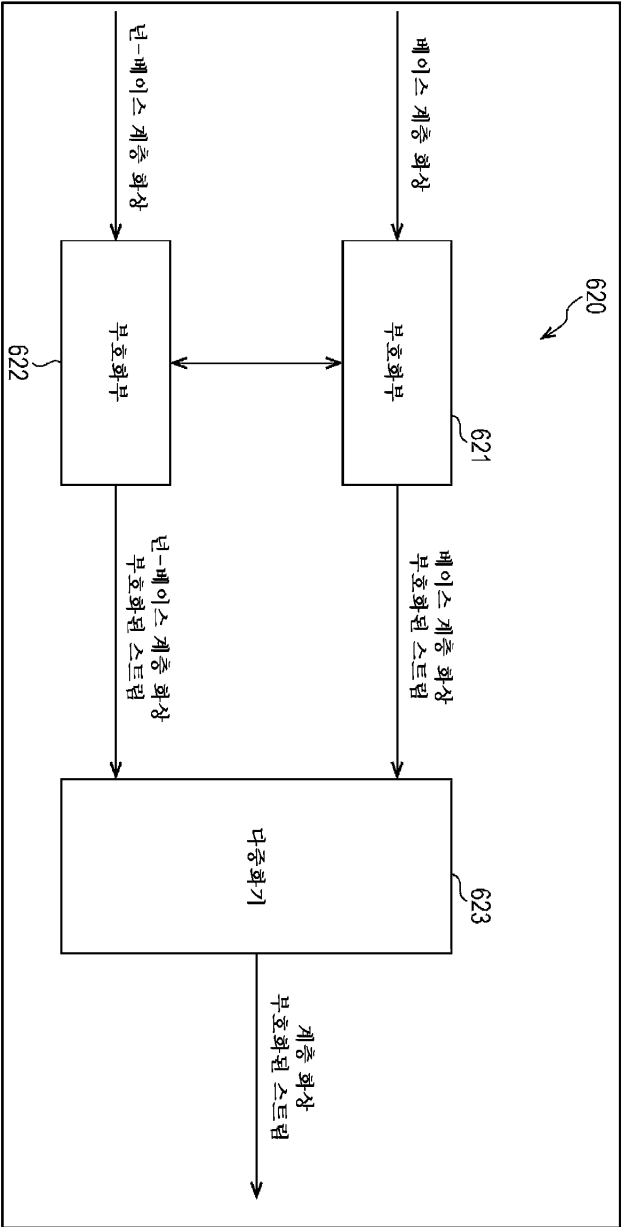 620
베이스 계층 화상
부호화부
621
베이스 계층 화상
부호화된 스트림
넌-베이스 계층 화상
부호화부
622
넌-베이스 계층 화상
부호화된 스트림
다중화기
623
계층 화상
부호화된 스트림